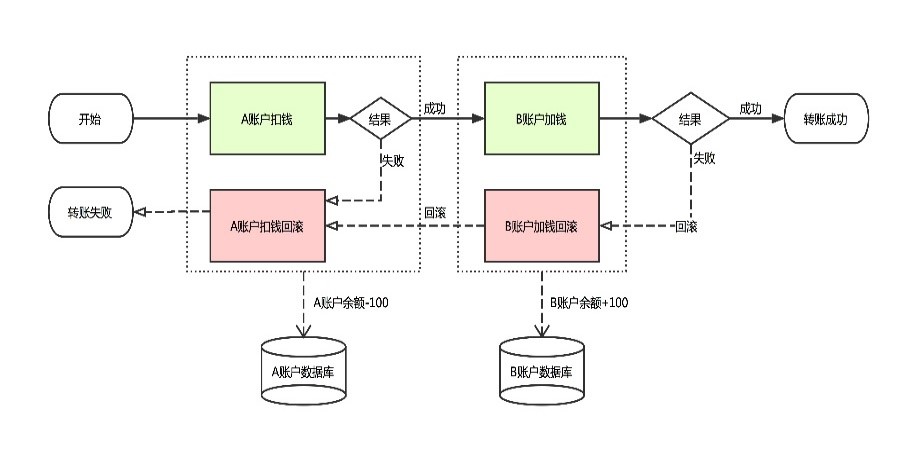 开始
A账户扣钱
结果
成功
B账户加钱
结果
成功
转账成功
失败
失败
转账失败
A账户扣钱回滚
回滚
B账户加钱回滚
回滚
A账户余额-100
B账户余额+100
A账户数据库
B账户数据库